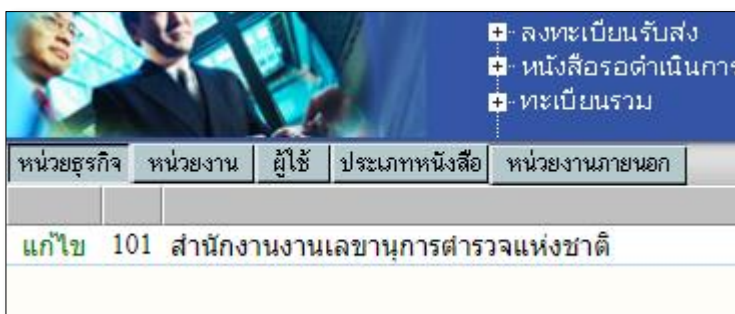 ลงทะเบียนรับส่ง
หนังสือรอดำเนินการ
ทะเบียนรวม
หน่วยธุรกิจ หน่วยงาน ผู้ใช้ ประเภทหนังสือ หน่วยงานภายนอก
แก้ไข 101 สำนักงานงานเลขานุการตำรวจแห่งชาติ